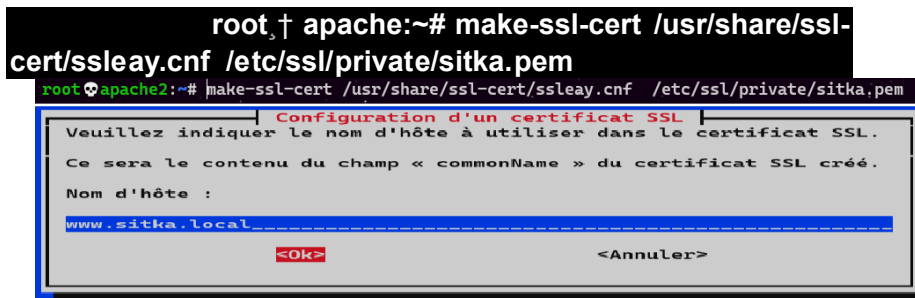 root¸† apache:~# make-ssl-cert /usr/share/ssl-
cert/ssleay.cnf /etc/ssl/private/sitka.pem
root💀apache2:~# make-ssl-cert /usr/share/ssl-cert/ssleay.cnf /etc/ssl/private/sitka.pem
Configuration d'un certificat SSL
Veuillez indiquer le nom d'hôte à utiliser dans le certificat SSL.
Ce sera le contenu du champ « commonName » du certificat SSL créé.
Nom d'hôte :
www.sitka.local____________________________________________________
<Ok> <Annuler>